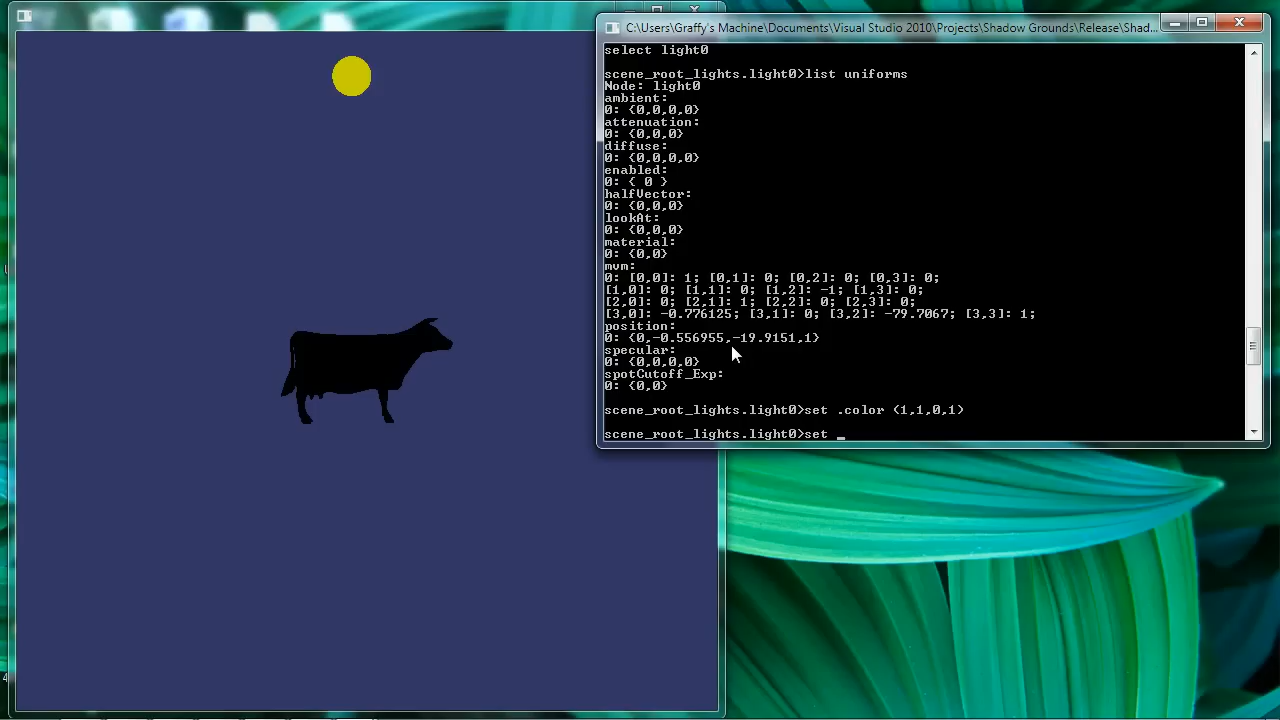 C:\Users\Graffy's Machine\Documents\Visual Studio 2010\Projects\Shadow Grounds\Release\Shad...
select light0
scene_root_lights.light0>list uniforms
Node: light0
ambient:
0: {0,0,0,0}
attenuation:
0: {0,0,0}
diffuse:
0: {0,0,0,0}
enabled:
0: { 0 }
halfVector:
0: {0,0,0}
lookAt:
0: {0,0,0}
material:
0: {0,0}
mvm:
0: [0,0]: 1; [0,1]: 0; [0,2]: 0; [0,3]: 0;
[1,0]: 0; [1,1]: 0; [1,2]: -1; [1,3]: 0;
[2,0]: 0; [2,1]: 1; [2,2]: 0; [2,3]: 0;
[3,0]: -0.776125; [3,1]: 0; [3,2]: -79.7067; [3,3]: 1;
position:
0: {0,-0.556955,-19.9151,1}
specular:
0: {0,0,0,0}
spotCutoff_Exp:
0: {0,0}
scene_root_lights.light0>set .color (1,1,0,1)
scene_root_lights.light0>set _